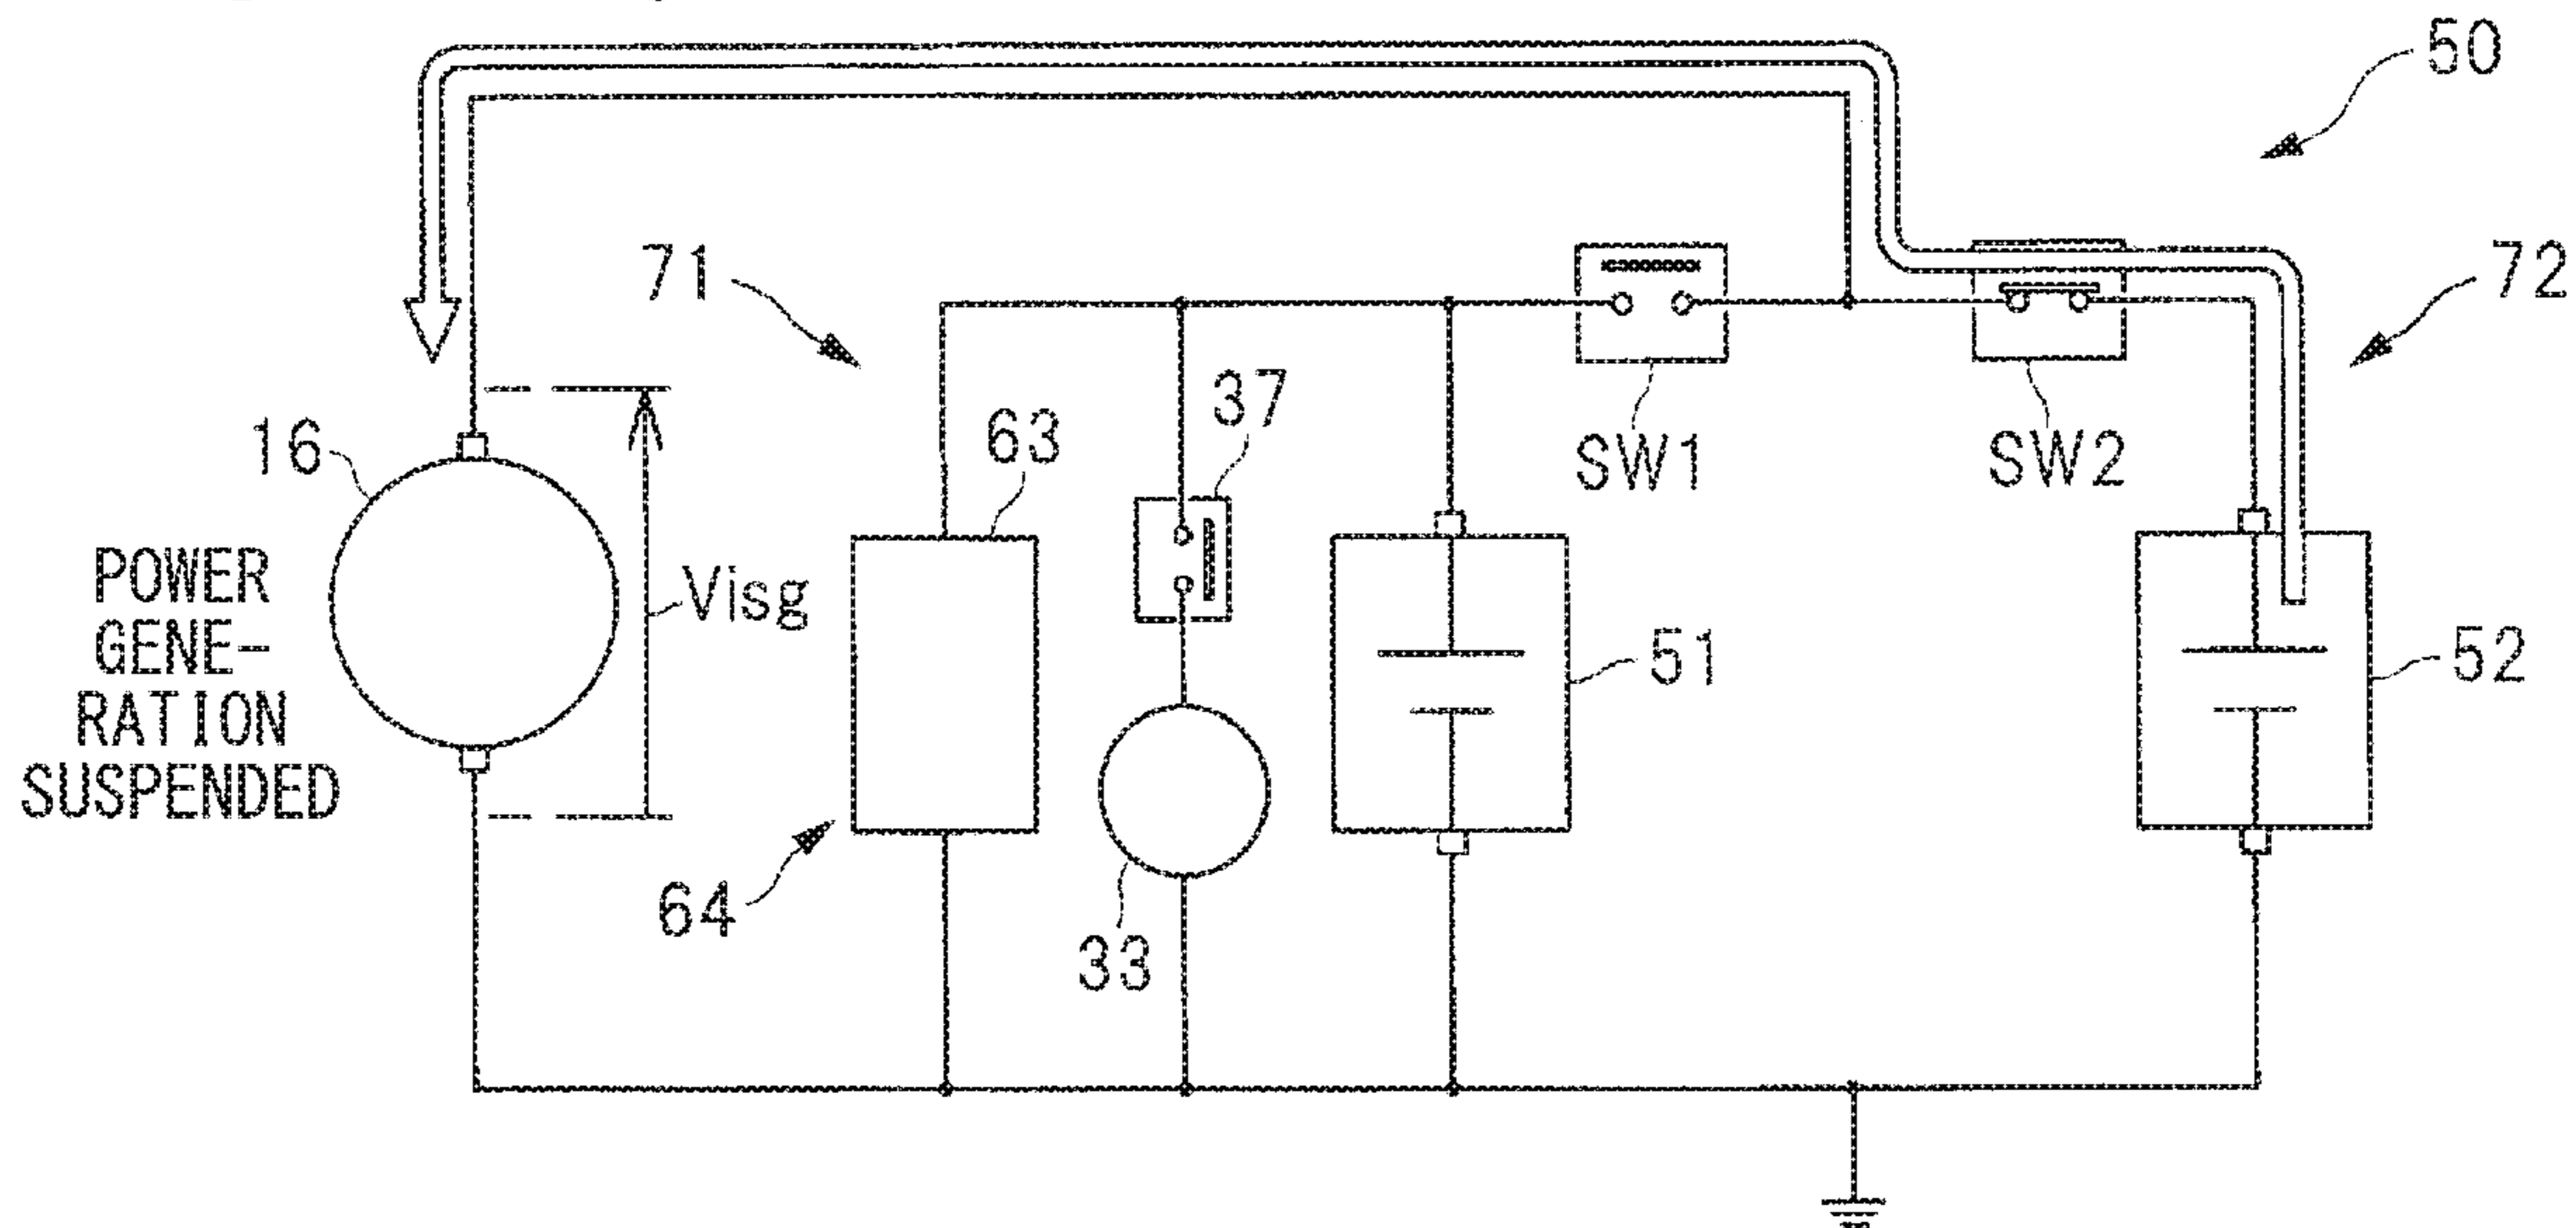 50
71
72
37
63
16
SW1
SW2
POWER
GENE-
RATION
SUSPENDED
Visg
51
52
64
33